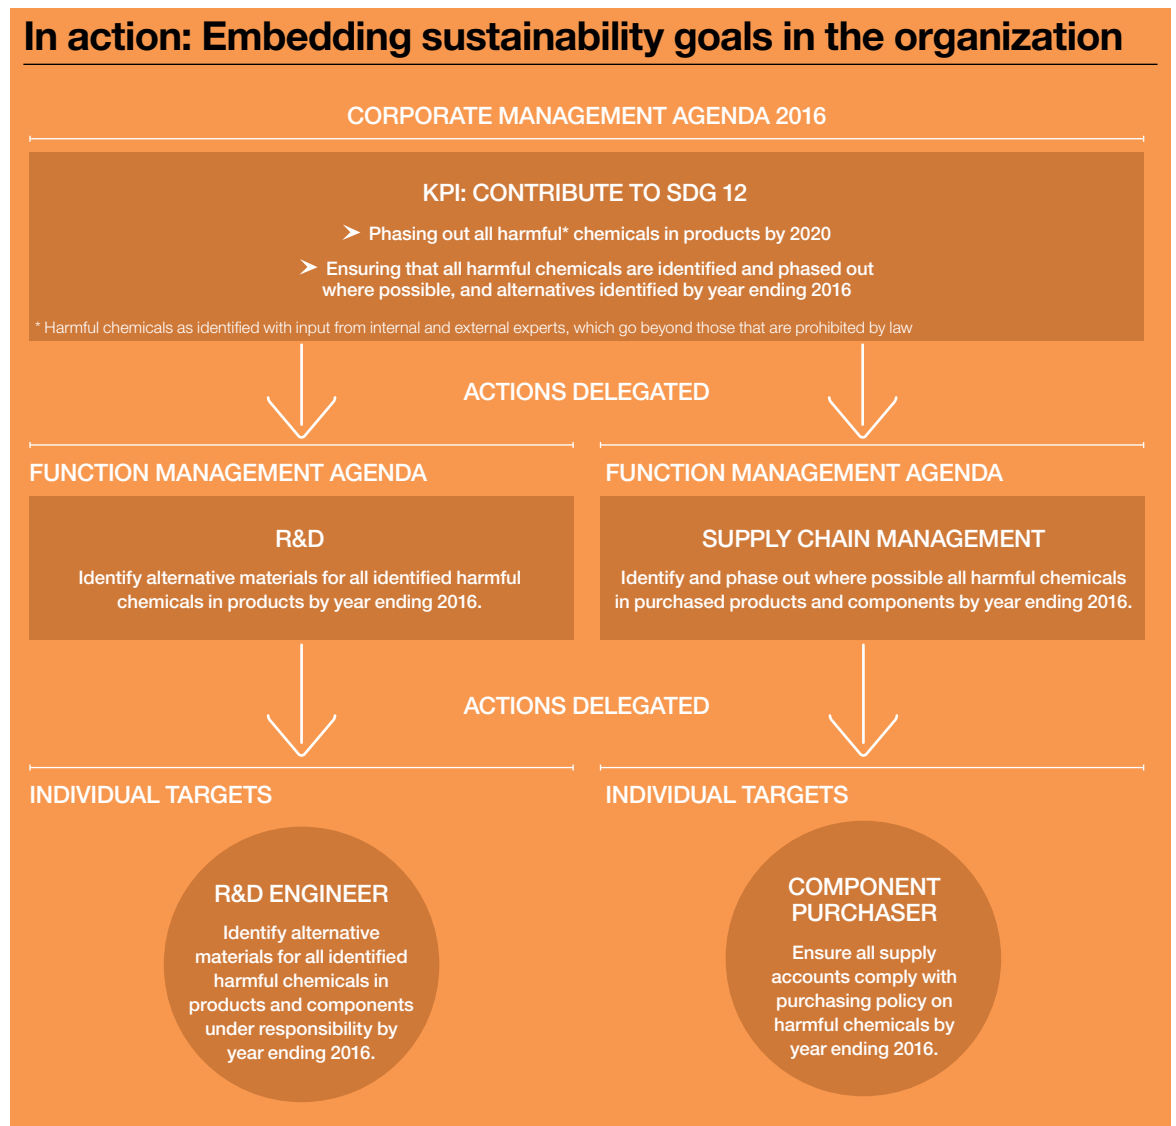 In action: Embedding sustainability goals in the organization
CORPORATE MANAGEMENT AGENDA 2016
KPI: CONTRIBUTE TO SDG 12
➤ Phasing out all harmful* chemicals in products by 2020
➤ Ensuring that all harmful chemicals are identified and phased out
where possible, and alternatives identified by year ending 2016
* Harmful chemicals as identified with input from internal and external experts, which go beyond those that are prohibited by law
ACTIONS DELEGATED
FUNCTION MANAGEMENT AGENDA
R&D
Identify alternative materials for all identified harmful
chemicals in products by year ending 2016.
FUNCTION MANAGEMENT AGENDA
SUPPLY CHAIN MANAGEMENT
Identify and phase out where possible all harmful chemicals
in purchased products and components by year ending 2016.
ACTIONS DELEGATED
INDIVIDUAL TARGETS
R&D ENGINEER
Identify alternative
materials for all identified
harmful chemicals in
products and components
under responsibility by
year ending 2016.
INDIVIDUAL TARGETS
COMPONENT
PURCHASER
Ensure all supply
accounts comply with
purchasing policy on
harmful chemicals by
year ending 2016.